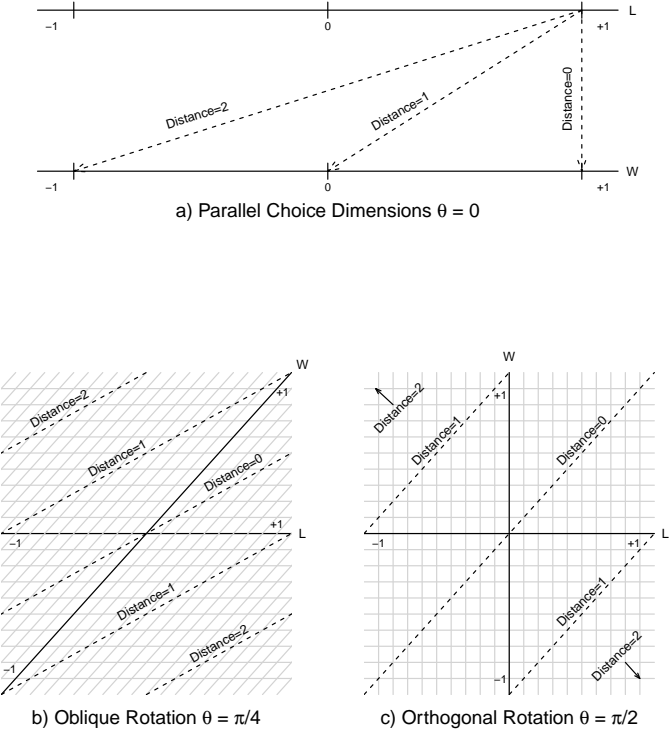 L
−1
0
+1
Distance=2
Distance=1
Distance=0
W
−1
0
+1
a) Parallel Choice Dimensions θ = 0
W
+1
Distance=2
Distance=1
Distance=0
+1
−1
L
Distance=1
Distance=2
−1
b) Oblique Rotation θ = π/4
W
+1
Distance=2
Distance=1
Distance=0
−1
+1
L
Distance=1
Distance=2
−1
c) Orthogonal Rotation θ = π/2